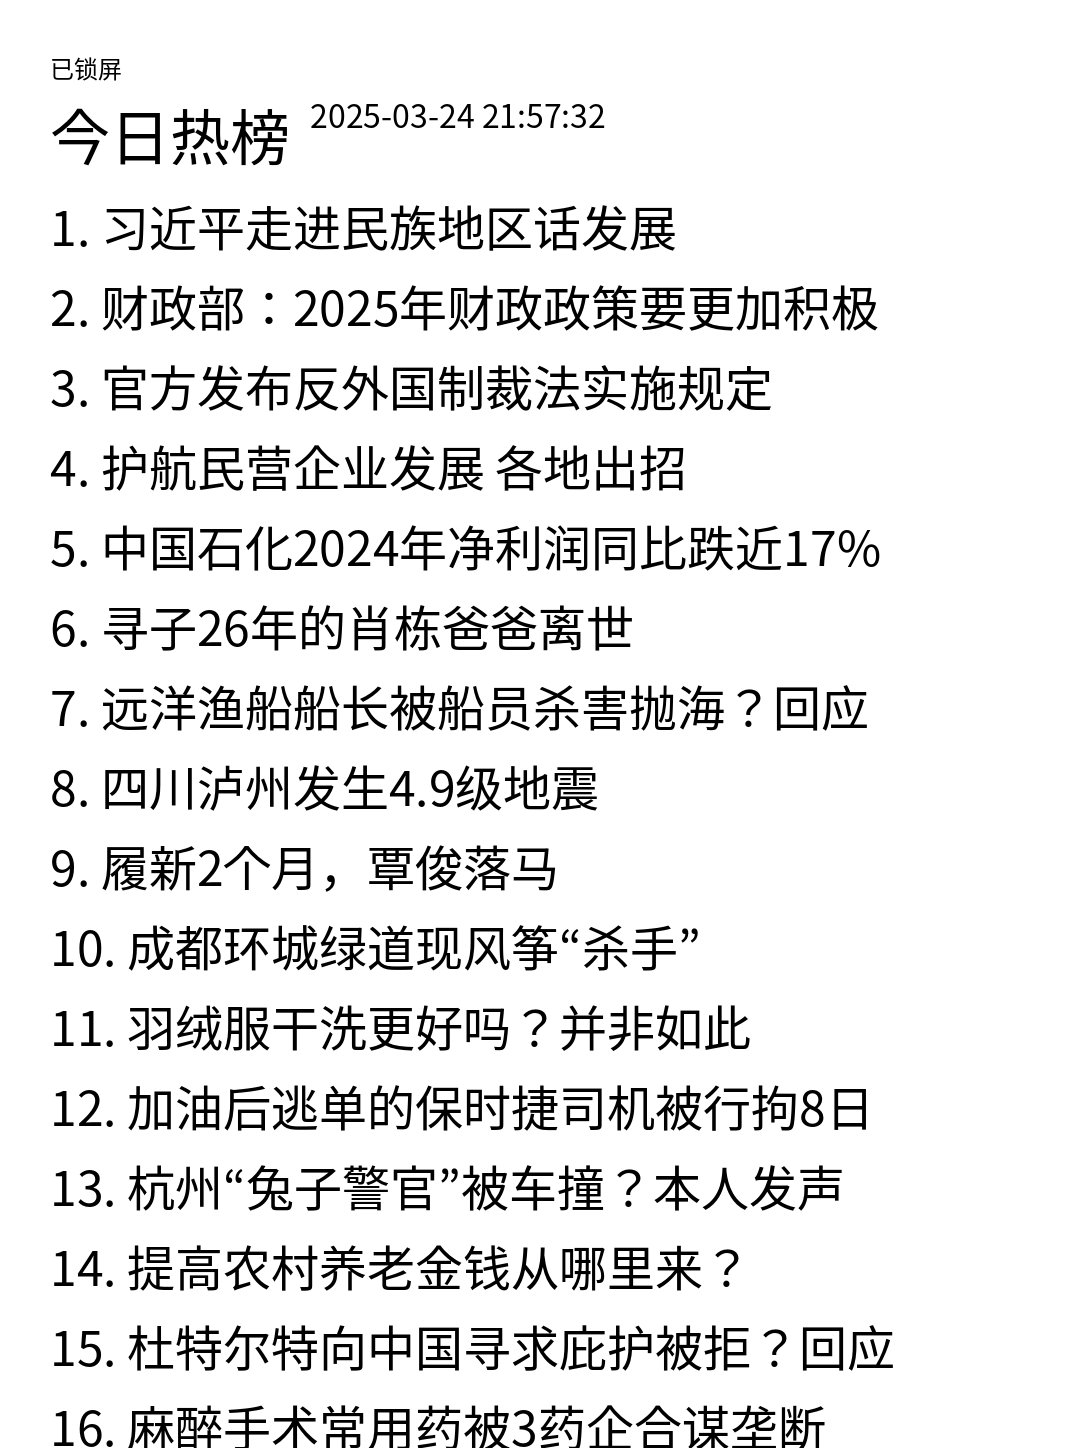 已锁屏
今日热榜 2025-03-24 21:57:32
1. 习近平走进民族地区话发展
2. 财政部：2025年财政政策要更加积极
3. 官方发布反外国制裁法实施规定
4. 护航民营企业发展 各地出招
5. 中国石化2024年净利润同比跌近17%
6. 寻子26年的肖栋爸爸离世
7. 远洋渔船船长被船员杀害抛海？回应
8. 四川泸州发生4.9级地震
9. 履新2个月，覃俊落马
10. 成都环城绿道现风筝“杀手”
11. 羽绒服干洗更好吗？并非如此
12. 加油后逃单的保时捷司机被行拘8日
13. 杭州“兔子警官”被车撞？本人发声
14. 提高农村养老金钱从哪里来？
15. 杜特尔特向中国寻求庇护被拒？回应
16. 麻醉手术常用药被3药企合谋垄断